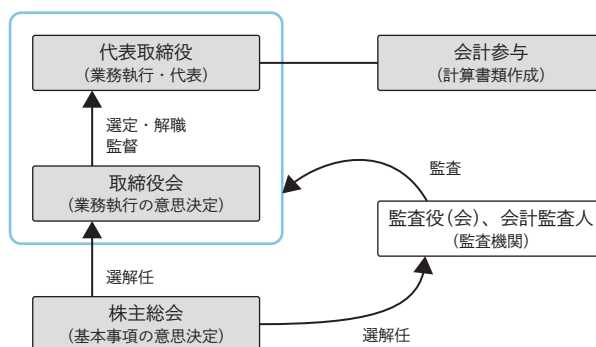 代表取締役
(業務執行・代表)
会計参与
(計算書類作成)
選定・解職
監督
取締役会
(業務執行の意思決定)
監査
監査役(会)、会計監査人
(監査機関)
選解任
株主総会
(基本事項の意思決定)
選解任